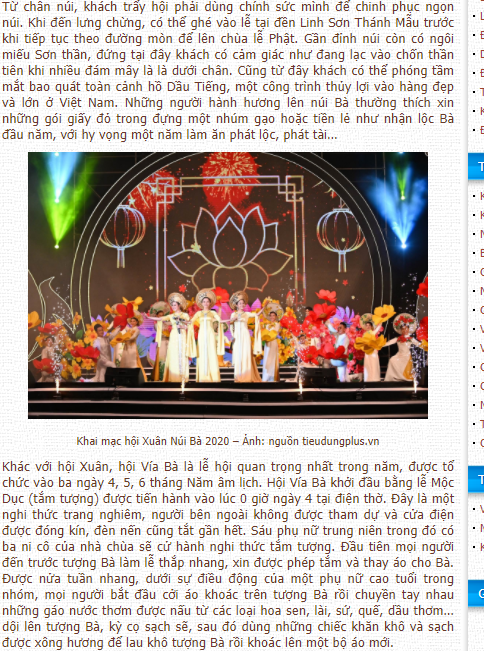 Từ chân núi, khách trẩy hội phải dùng chính sức mình để chinh phục ngọn
núi. Khi đến lưng chừng, có thể ghé vào lễ tại đền Linh Sơn Thánh Mẫu trước
khi tiếp tục theo đường mòn để lên chùa lễ Phật. Gần đỉnh núi còn có ngôi
miếu Sơn thần, đứng tại đây khách có cảm giác như đang lạc vào chốn thần
tiên khi nhiều đám mây là là dưới chân. Cũng từ đây khách có thể phóng tầm
mắt bao quát toàn cảnh hồ Dầu Tiếng, một công trình thủy lợi vào hàng đẹp
và lớn ở Việt Nam. Những người hành hương lên núi Bà thường thích xin
những gói giấy đỏ trong đựng một nhúm gạo hoặc tiền lẻ như nhận lộc Bà
đầu năm, với hy vọng một năm làm ăn phát lộc, phát tài...
Khai mạc hội Xuân Núi Bà 2020 – Ảnh: nguồn tieudungplus.vn
Khác với hội Xuân, hội Vía Bà là lễ hội quan trọng nhất trong năm, được tổ
chức vào ba ngày 4, 5, 6 tháng Năm âm lịch. Hội Vía Bà khởi đầu bằng lễ Mộc
Dục (tắm tượng) được tiến hành vào lúc 0 giờ ngày 4 tại điện thờ. Đây là một
nghi thức trang nghiêm, người bên ngoài không được tham dự và cửa điện
được đóng kín, đèn nến cũng tắt gần hết. Sáu phụ nữ trung niên trong đó có
ba ni cô của nhà chùa sẽ cử hành nghi thức tắm tượng. Đầu tiên mọi người
đến trước tượng Bà làm lễ thắp nhang, xin được phép tắm và thay áo cho Bà.
Được nửa tuần nhang, dưới sự điều động của một phụ nữ cao tuổi trong
nhóm, mọi người bắt đầu cởi áo khoác trên tượng Bà rồi chuyền tay nhau
những gáo nước thơm được nấu từ các loại hoa sen, lài, sứ, quế, dầu thơm...
dội lên tượng Bà, kỳ cọ sạch sẽ, sau đó dùng những chiếc khăn khô và sạch
được xông hương để lau khô tượng Bà rồi khoác lên một bộ áo mới.